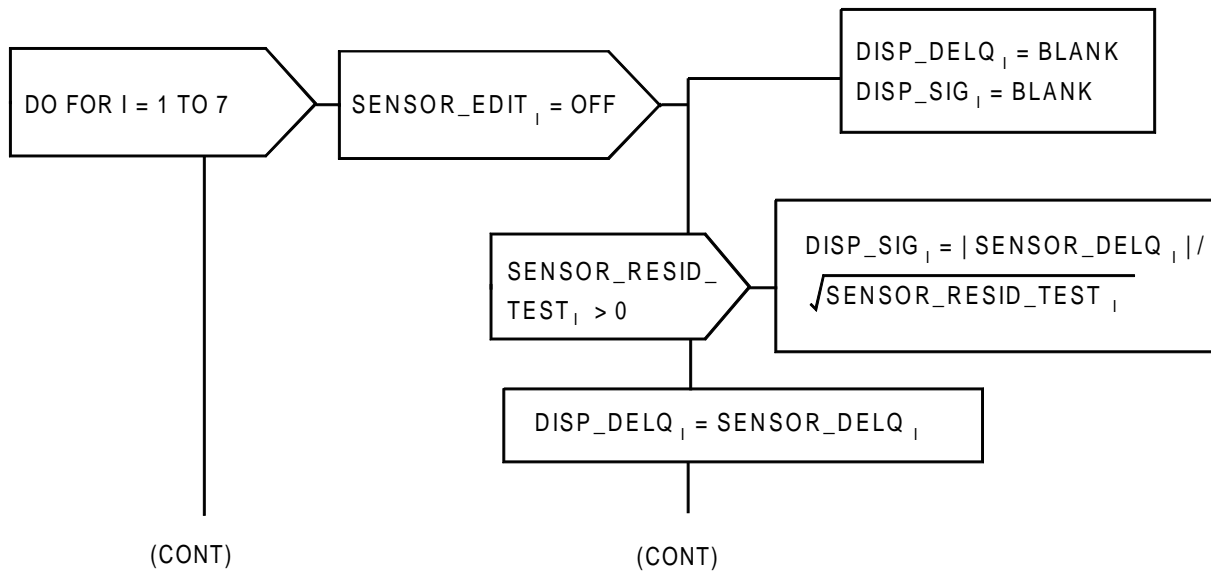 DO FOR I = 1 TO 7
SENSOR_EDIT I = OFF
DISP_DELQ I = BLANK
DISP_SIG I = BLANK
SENSOR_RESID_
TEST I > 0
DISP_SIG I = | SENSOR_DELQ I | /
√SENSOR_RESID_TEST I
DISP_DELQ I = SENSOR_DELQ I
(CONT)
(CONT)